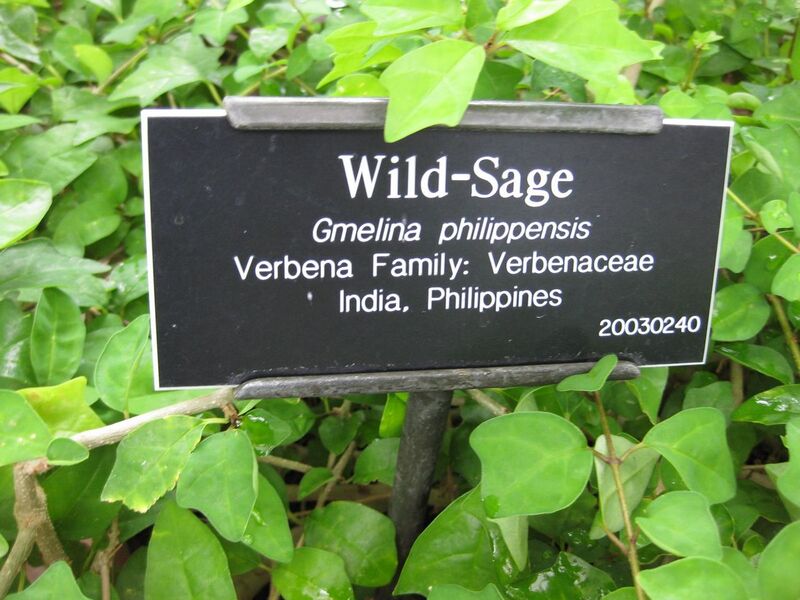 Wild-Sage
Gmelina philippensis
Verbena Family: Verbenaceae
India, Philippines
20030240